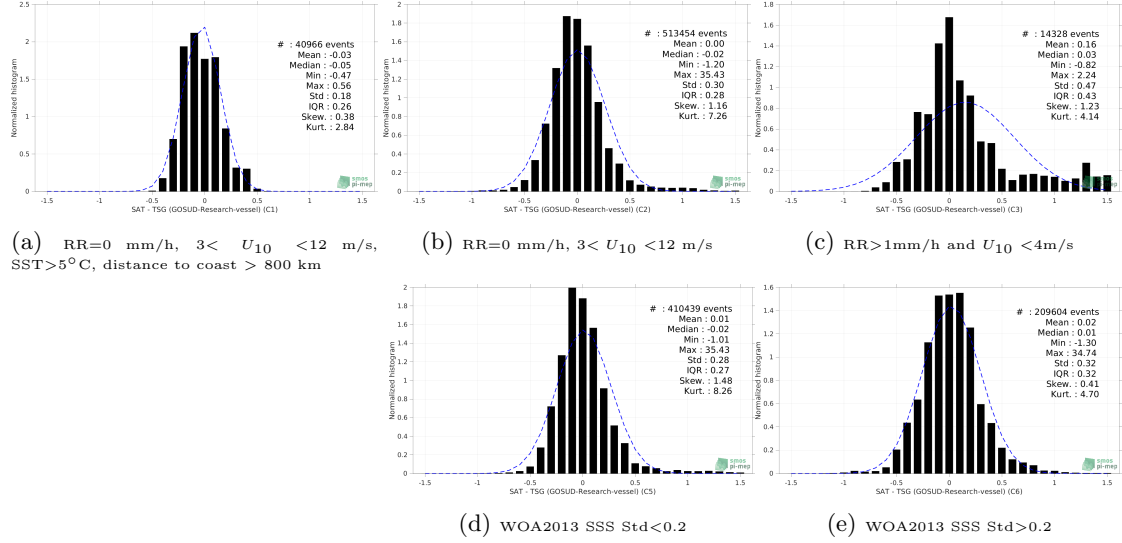 1.8
1.6
1.4
1.2
1
0.8
0.6
0.4
0.2
0
2.5
2
1.5
1
0.5
0
2
1.8
1.6
1.4
1.2
1
0.8
0.6
0.4
0.2
0
Normalized histogram
Normalized histogram
Normalized histogram
# : 40966 events
Mean : -0.03
Median : -0.05
Min : -0.47
Max : 0.56
Std : 0.18
IQR : 0.26
Skew. : 0.38
Kurt. : 2.84
# : 513454 events
Mean : 0.00
Median : -0.02
Min : -1.20
Max : 35.43
Std : 0.30
IQR : 0.28
Skew. : 1.16
Kurt. : 7.26
# : 14328 events
Mean : 0.16
Median : 0.03
Min : -0.82
Max : 2.24
Std : 0.47
IQR : 0.43
Skew. : 1.23
Kurt. : 4.14
smos
pi-mep
smos
pi-mep
smos
pi-mep
-1.5 -1 -0.5 0 0.5 1 1.5
-1.5 -1 -0.5 0 0.5 1 1.5
-1.5 -1 -0.5 0 0.5 1 1.5
SAT - TSG (GOSUD-Research-vessel) (C1)
SAT - TSG (GOSUD-Research-vessel) (C2)
SAT - TSG (GOSUD-Research-vessel) (C3)
(a) RR=0 mm/h, 3< U10 <12 m/s,
SST>5°C, distance to coast > 800 km
(b) RR=0 mm/h, 3< U10 <12 m/s
(c) RR>1mm/h and U10 <4m/s
2
1.8
1.6
1.4
1.2
1
0.8
0.6
0.4
0.2
0
1.6
1.4
1.2
1
0.8
0.6
0.4
0.2
0
Normalized histogram
Normalized histogram
# : 410439 events
Mean : 0.01
Median : -0.02
Min : -1.01
Max : 35.43
Std : 0.28
IQR : 0.27
Skew. : 1.48
Kurt. : 8.26
# : 209604 events
Mean : 0.02
Median : 0.01
Min : -1.30
Max : 34.74
Std : 0.32
IQR : 0.32
Skew. : 0.41
Kurt. : 4.70
smos
pi-mep
smos
pi-mep
-1.5 -1 -0.5 0 0.5 1 1.5
-1.5 -1 -0.5 0 0.5 1 1.5
SAT - TSG (GOSUD-Research-vessel) (C5)
SAT - TSG (GOSUD-Research-vessel) (C6)
(d) WOA2013 SSS Std<0.2
(e) WOA2013 SSS Std>0.2